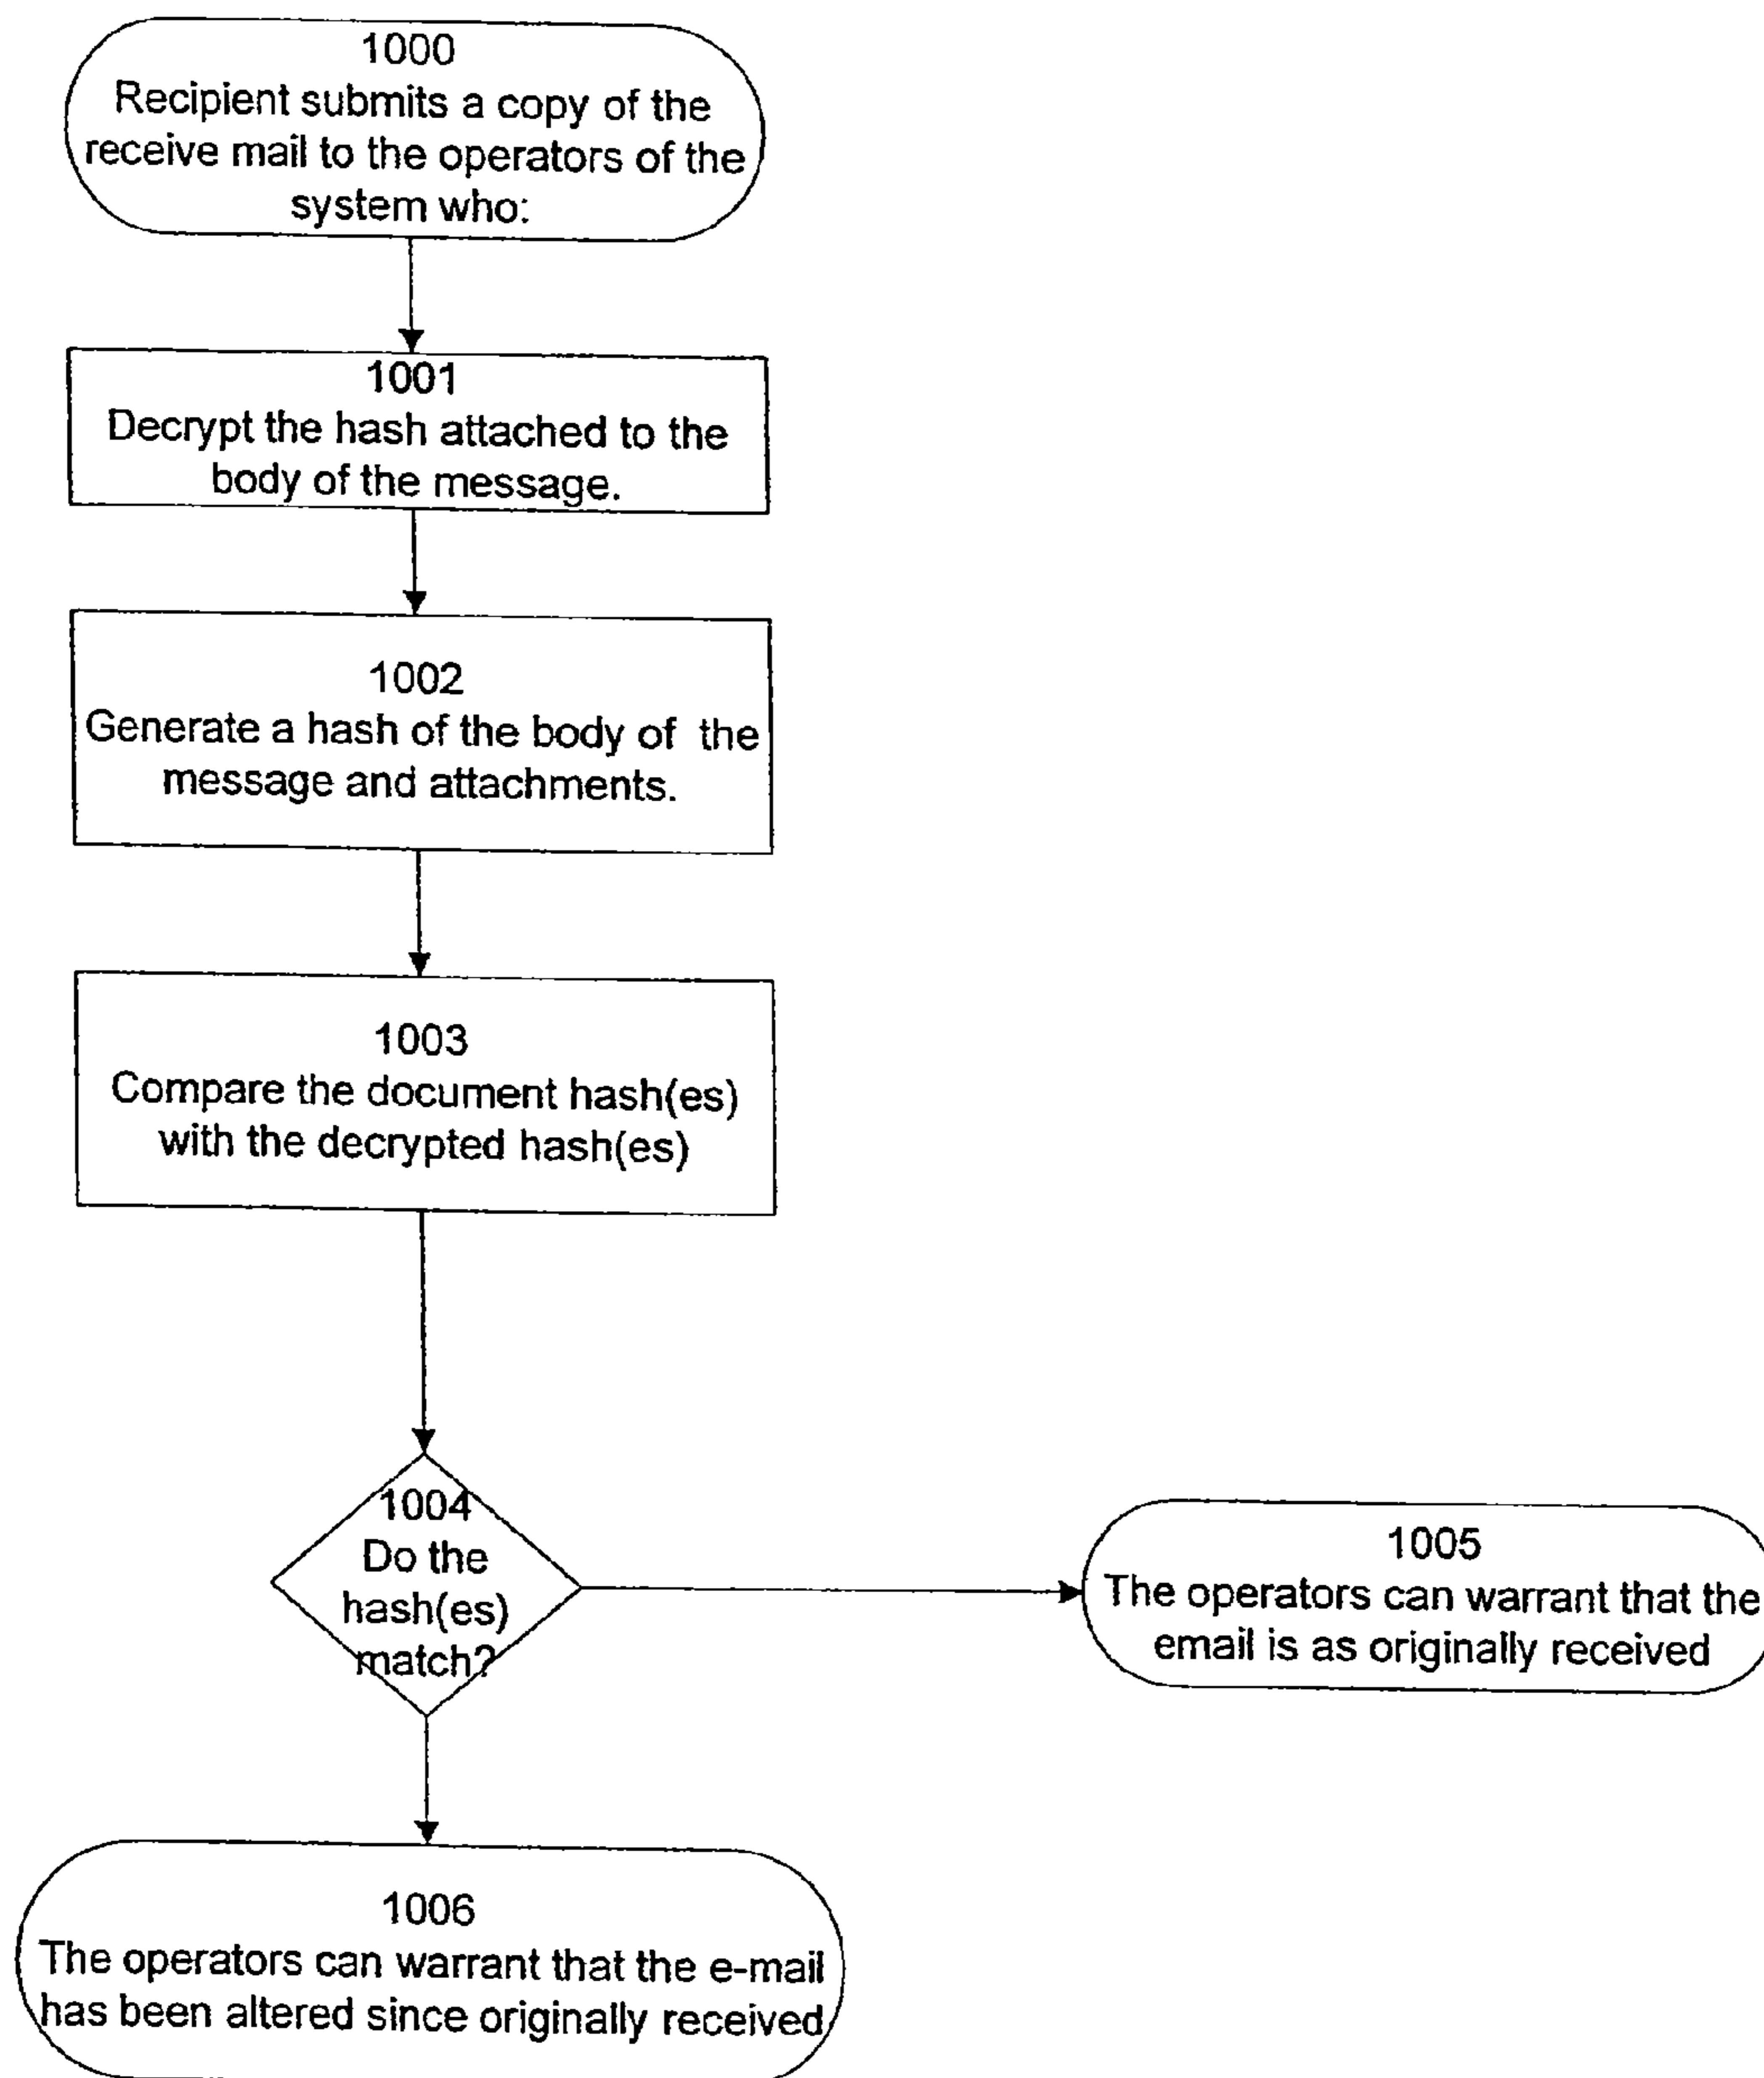 1000
Recipient submits a copy of the
receive mail to the operators of the
system who:
1001
Decrypt the hash attached to the
body of the message.
1002
Generate a hash of the body of the
message and attachments.
1003
Compare the document hash(es)
with the decrypted hash(es)
1004
Do the
hash(es)
match?
1005
The operators can warrant that the
email is as originally received
1006
The operators can warrant that the e-mail
has been altered since originally received